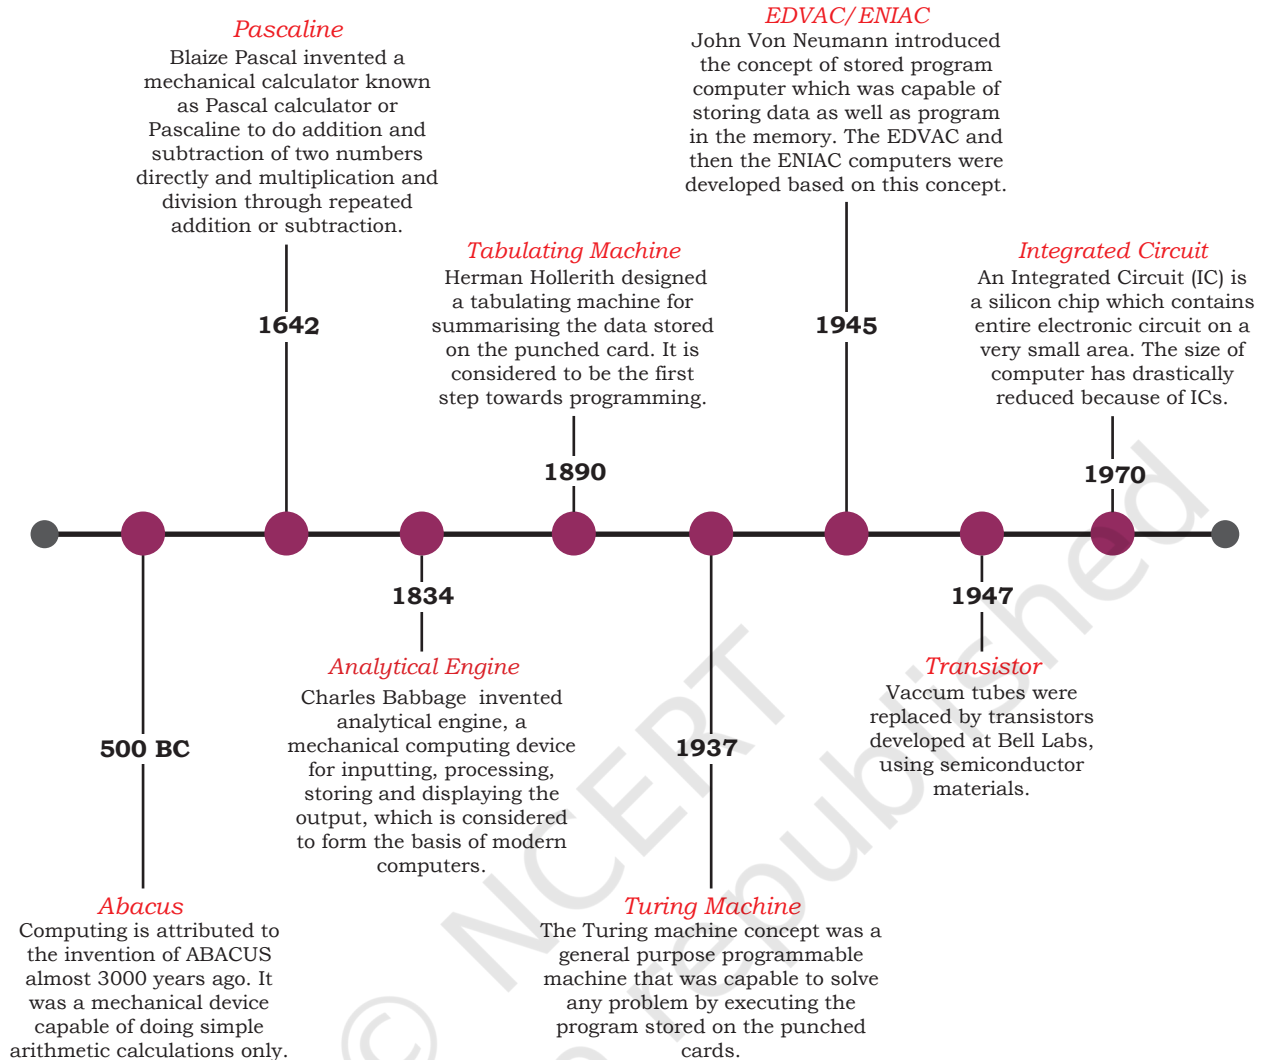 Pascaline
Blaize Pascal invented a
mechanical calculator known
as Pascal calculator or
Pascaline to do addition and
subtraction of two numbers
directly and multiplication and
division through repeated
addition or subtraction.
1642
EDVAC/ENIAC
John Von Neumann introduced
the concept of stored program
computer which was capable of
storing data as well as program
in the memory. The EDVAC and
then the ENIAC computers were
developed based on this concept.
1945
Tabulating Machine
Herman Hollerith designed
a tabulating machine for
summarising the data stored
on the punched card. It is
considered to be the first
step towards programming.
1890
Integrated Circuit
An Integrated Circuit (IC) is
a silicon chip which contains
entire electronic circuit on a
very small area. The size of
computer has drastically
reduced because of ICs.
1970
500 BC
Abacus
Computing is attributed to
the invention of ABACUS
almost 3000 years ago. It
was a mechanical device
capable of doing simple
arithmetic calculations only.
1834
Analytical Engine
Charles Babbage invented
analytical engine, a
mechanical computing device
for inputting, processing,
storing and displaying the
output, which is considered
to form the basis of modern
computers.
1937
Turing Machine
The Turing machine concept was a
general purpose programmable
machine that was capable to solve
any problem by executing the
program stored on the punched
cards.
1947
Transistor
Vaccum tubes were
replaced by transistors
developed at Bell Labs,
using semiconductor
materials.
© NCERT
republished